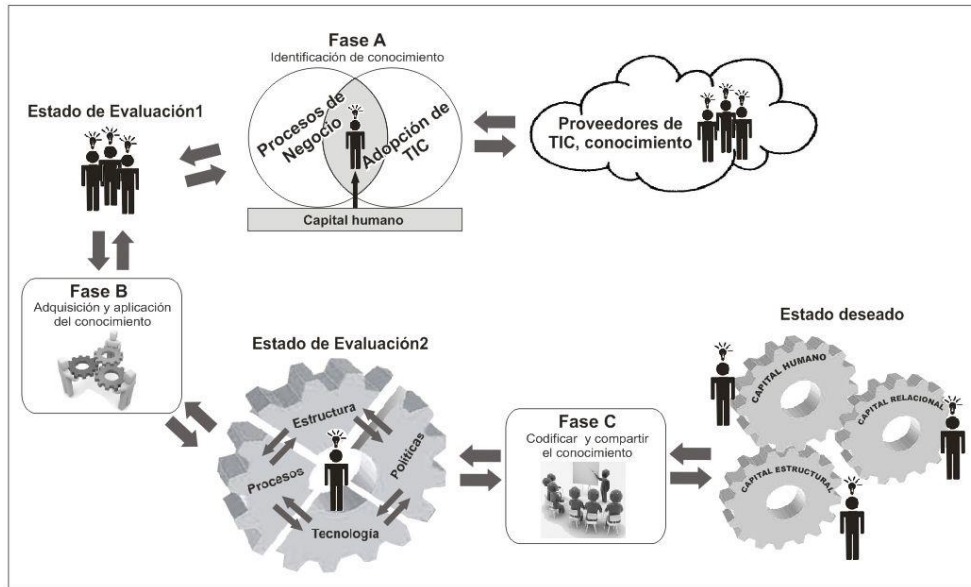 Fase A
Identificación de conocimiento
Procesos de
Negocio
Adopción de
TIC
Capital humano
Proveedores de
TIC, conocimiento
Estado de Evaluación1
Fase B
Adquisición y aplicación
del conocimiento
Estado de Evaluación2
Estructura
Políticas
Procesos
Tecnología
Fase C
Codificar y compartir
el conocimiento
Estado deseado
CAPITAL HUMANO
CAPITAL RELACIONAL
CAPITAL ESTRUCTURAL